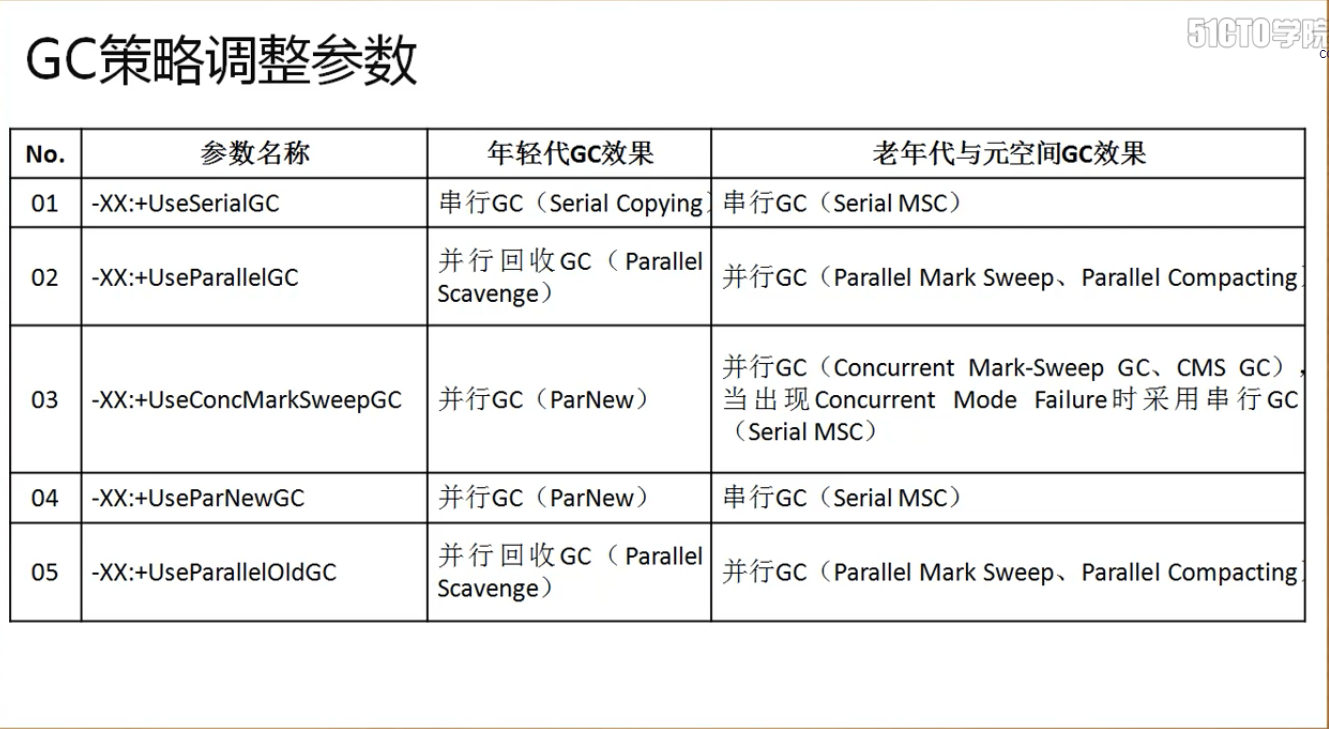 51CTO学院
GC策略调整参数
No. 参数名称 年轻代GC效果 老年代与元空间GC效果
01 -XX:+UseSerialGC 串行GC（Serial Copying） 串行GC（Serial MSC）
02 -XX:+UseParallelGC 并行回收GC（Parallel
Scavenge） 并行GC（Parallel Mark Sweep、Parallel Compacting）
03 -XX:+UseConcMarkSweepGC 并行GC（ParNew） 并行GC（Concurrent Mark-Sweep GC、CMS GC），
当出现Concurrent Mode Failure时采用串行GC
（Serial MSC）
04 -XX:+UseParNewGC 并行GC（ParNew） 串行GC（Serial MSC）
05 -XX:+UseParallelOldGC 并行回收GC（Parallel
Scavenge） 并行GC（Parallel Mark Sweep、Parallel Compacting）